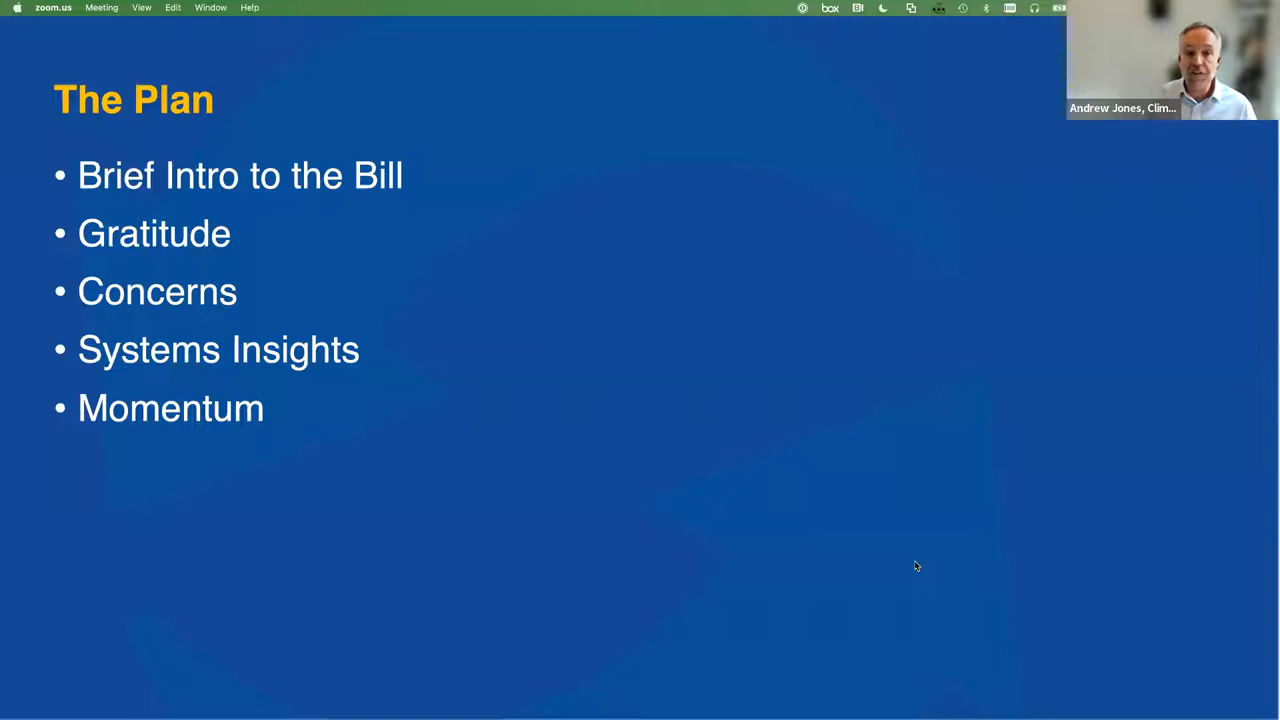 zoom.us Meeting View Edit Window Help
box
The Plan
Andrew Jones, Clim...
• Brief Intro to the Bill
• Gratitude
• Concerns
• Systems Insights
• Momentum